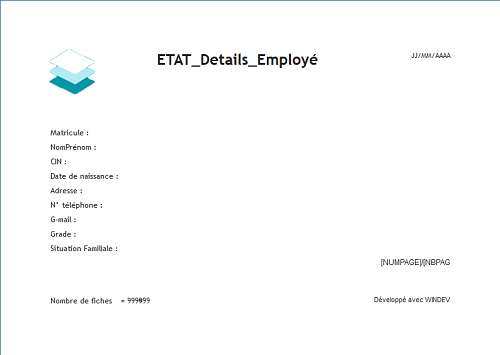 ETAT_Details_Employé
JJ/MM/AAAA
Matricule :
NomPrénom :
CIN :
Date de naissance :
Adresse :
N° téléphone :
G-mail :
Grade :
Situation Familiale :
[NUMPAGE]/[NBPAG
Nombre de fiches = 999999
Développé avec WINDEV